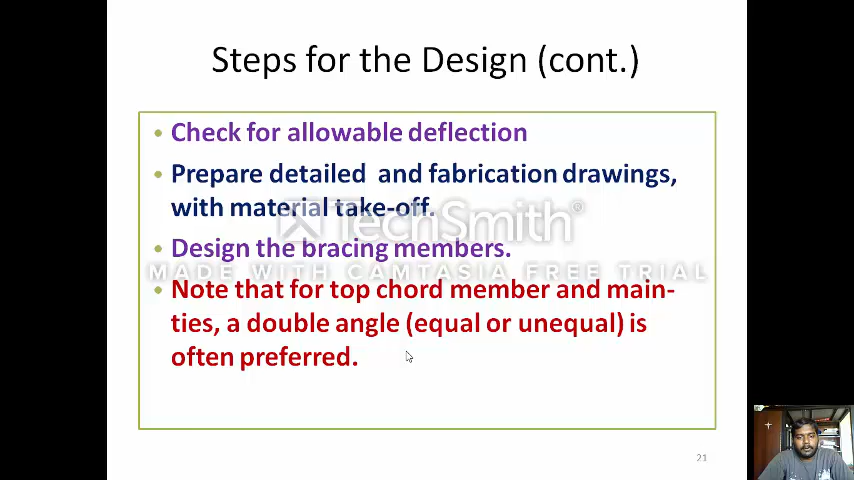 Steps for the Design (cont.)
• Check for allowable deflection
• Prepare detailed and fabrication drawings,
with material take-off.
TechSmith®
• Design the bracing members.
MADE WITH CAMTASIA FREE TRIAL
• Note that for top chord member and main-
ties, a double angle (equal or unequal) is
often preferred.
21